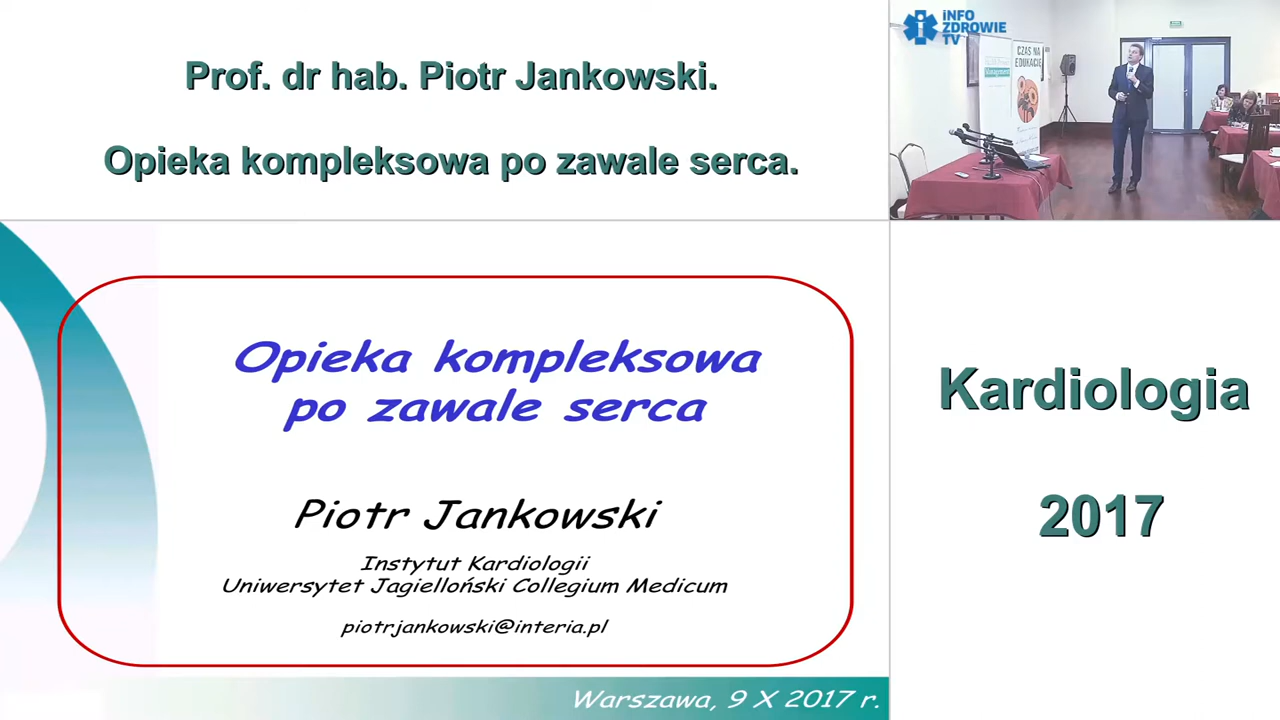 Prof. dr hab. Piotr Jankowski.
Opieka kompleksowa po zawale serca.
iNFO
ZDROWIE
TV
CZAS NA
EDUKACJĘ
Management
Opieka kompleksowa
po zawale serca
Piotr Jankowski
Instytut Kardiologii
Uniwersytet Jagielloński Collegium Medicum
piotrjankowski@interia.pl
Warszawa, 9 X 2017 r.
Kardiologia
2017